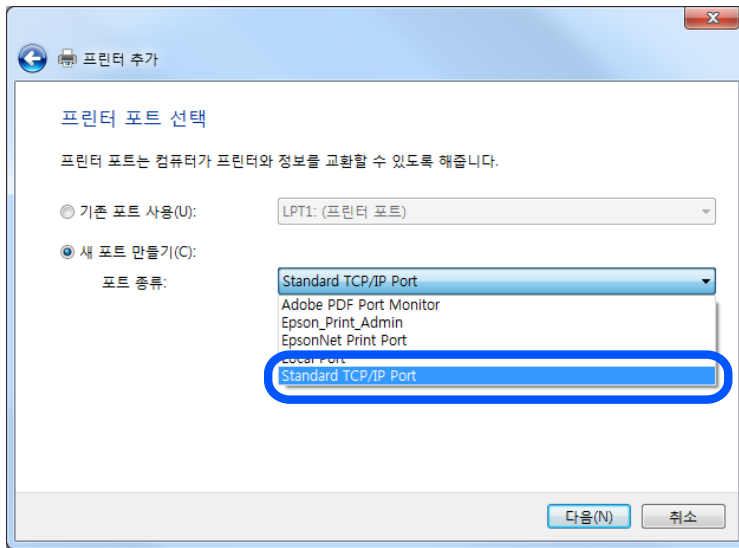 프린터 추가
프린터 포트 선택
프린터 포트는 컴퓨터가 프린터와 정보를 교환할 수 있도록 해줍니다.
기존 포트 사용(U): LPT1: (프린터 포트)
새 포트 만들기(C):
포트 종류: Standard TCP/IP Port
Adobe PDF Port Monitor
Epson_Print_Admin
EpsonNet Print Port
Local Port
Standard TCP/IP Port
다음(N) 취소